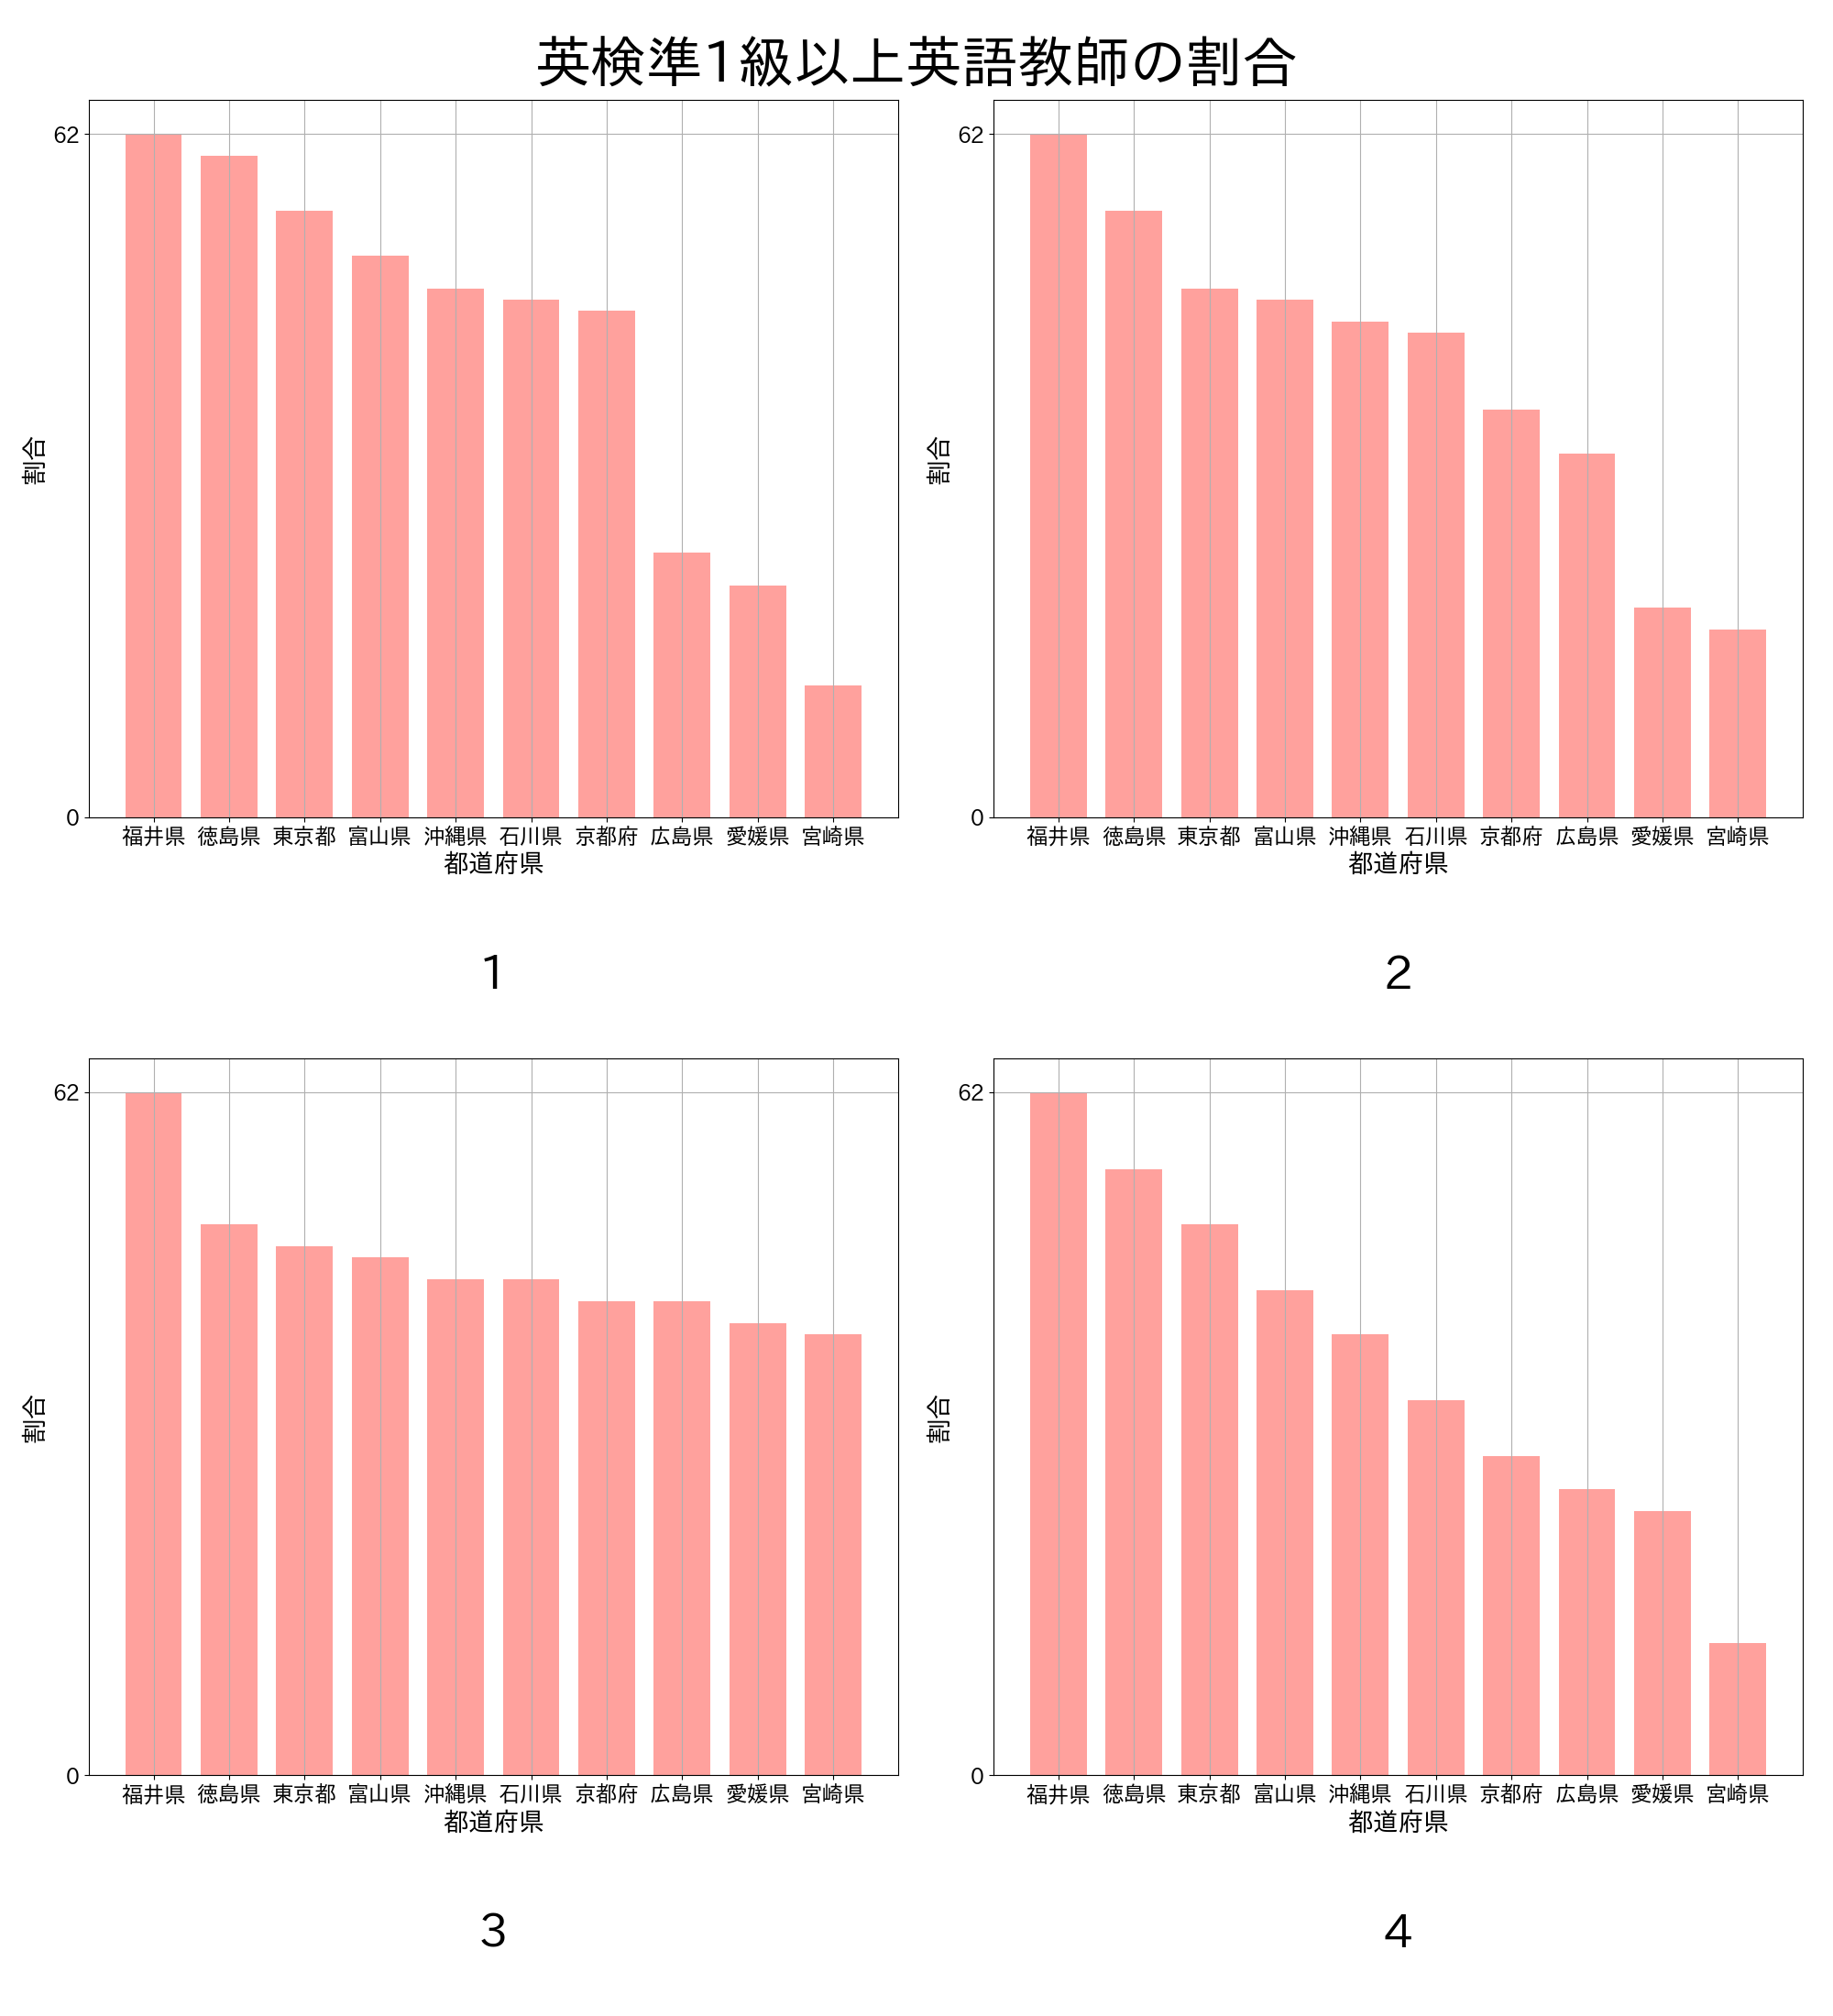 英検準1級以上英語教師の割合
62
0
割合
福井県 徳島県 東京都 富山県 沖縄県 石川県 京都府 広島県 愛媛県 宮崎県
都道府県
1
62
0
割合
福井県 徳島県 東京都 富山県 沖縄県 石川県 京都府 広島県 愛媛県 宮崎県
都道府県
2
62
0
割合
福井県 徳島県 東京都 富山県 沖縄県 石川県 京都府 広島県 愛媛県 宮崎県
都道府県
3
62
0
割合
福井県 徳島県 東京都 富山県 沖縄県 石川県 京都府 広島県 愛媛県 宮崎県
都道府県
4